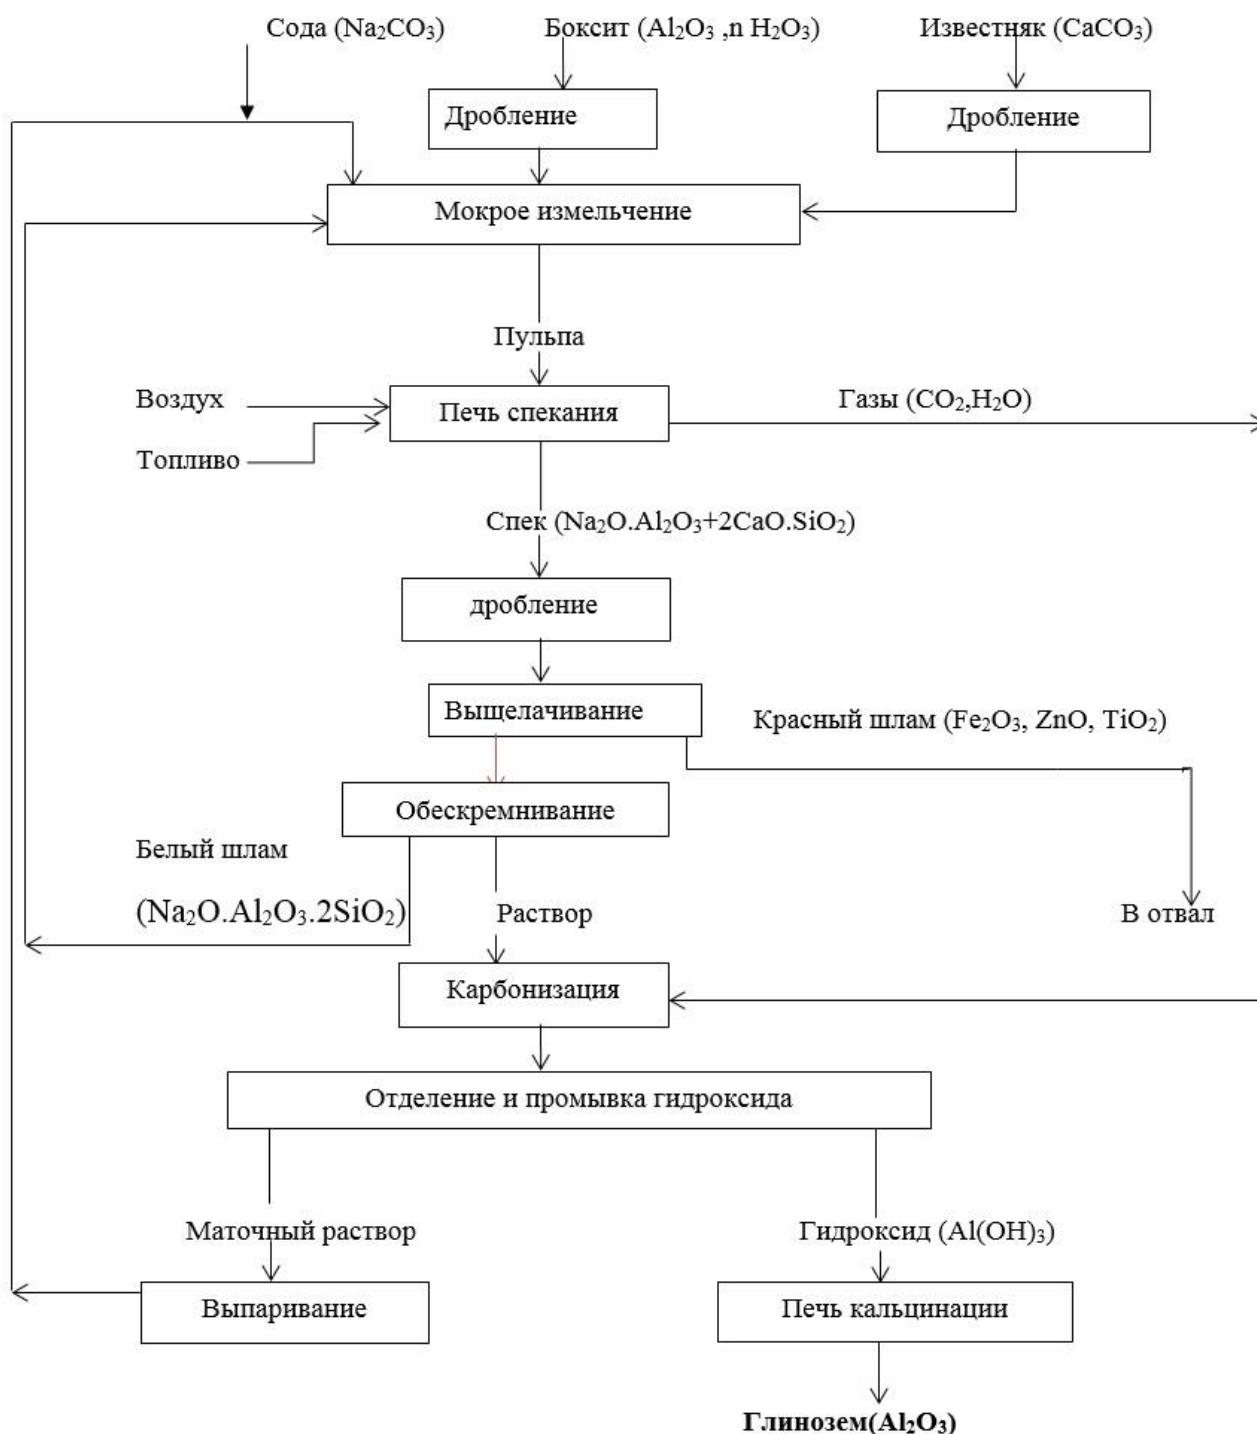 Сода (Na₂CO₃)
Боксит (Al₂O₃ ,n H₂O₃)
Известняк (CaCO₃)
Дробление
Дробление
Мокрое измельчение
Пульпа
Воздух
Печь спекания
Газы (CO₂,H₂O)
Топливо
Спек (Na₂O.Al₂O₃+2CaO.SiO₂)
дробление
Выщелачивание
Красный шлам (Fe₂O₃, ZnO, TiO₂)
Обескремнивание
Белый шлам
(Na₂O.Al₂O₃.2SiO₂)
Раствор
В отвал
Карбонизация
Отделение и промывка гидроксида
Маточный раствор
Гидроксид (Al(OH)₃)
Выпаривание
Печь кальцинации
Глинозем(Al₂O₃)